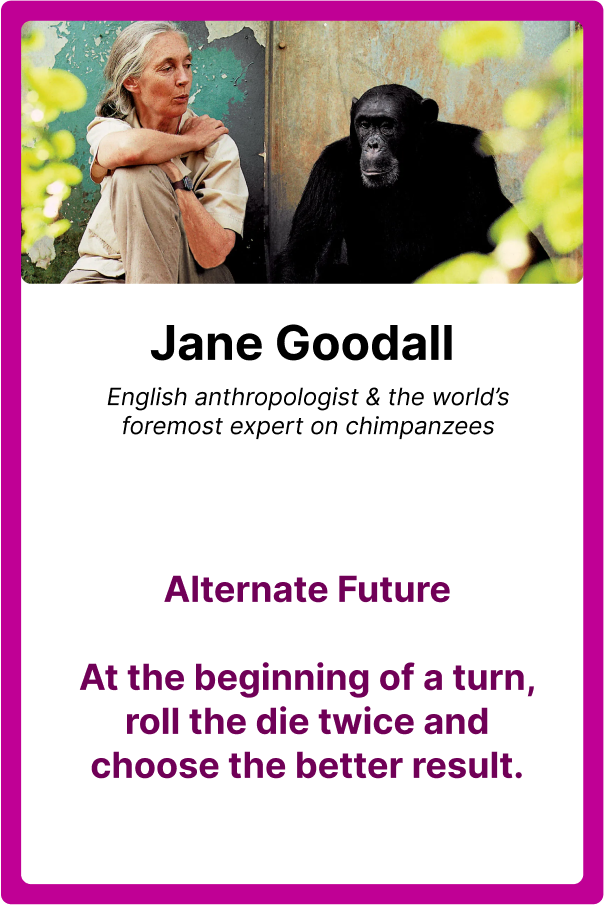 Jane Goodall
English anthropologist & the world’s
foremost expert on chimpanzees
Alternate Future
At the beginning of a turn,
roll the die twice and
choose the better result.